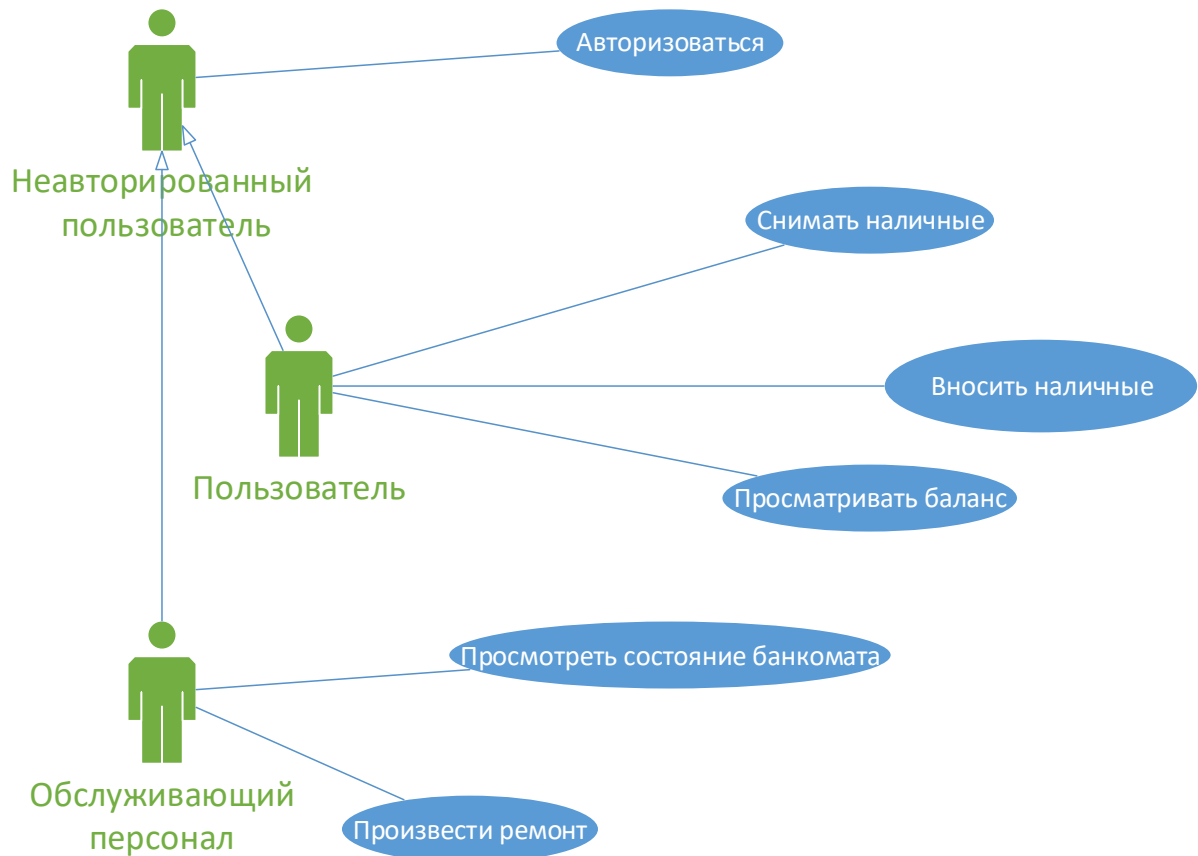 Авторизоваться
Неавторированный
пользователь
Снимать наличные
Вносить наличные
Пользователь
Просматривать баланс
Просмотреть состояние банкомата
Обслуживающий
персонал
Произвести ремонт